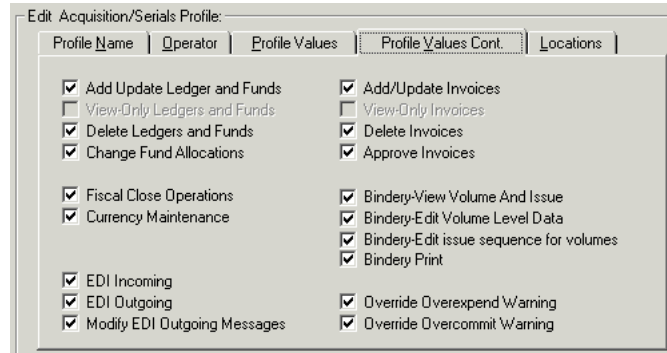 Edit Acquisition/Serials Profile:
Profile Name | Operator | Profile Values | Profile Values Cont. | Locations
Add Update Ledger and Funds
View-Only Ledgers and Funds
Delete Ledgers and Funds
Change Fund Allocations
Fiscal Close Operations
Currency Maintenance
EDI Incoming
EDI Outgoing
Modify EDI Outgoing Messages
Add/Update Invoices
View-Only Invoices
Delete Invoices
Approve Invoices
Bindery-View Volume And Issue
Bindery-Edit Volume Level Data
Bindery-Edit issue sequence for volumes
Bindery Print
Override Overexpend Warning
Override Overcommit Warning